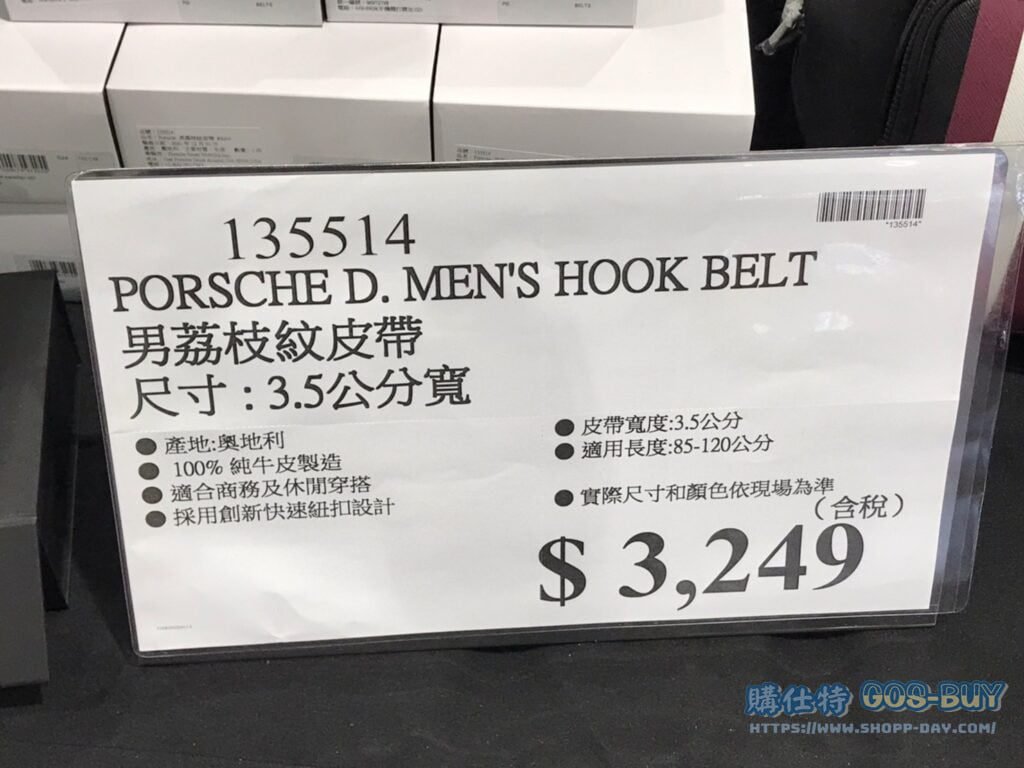 BELTS
BELTS
135514
PORSCHE D. MEN'S HOOK BELT
男荔枝紋皮帶
尺寸 : 3.5公分寬
*135514*
● 產地:奧地利
● 100% 純牛皮製造
● 適合商務及休閒穿搭
● 採用創新快速紐扣設計
● 皮帶寬度:3.5公分
● 適用長度:85-120公分
● 實際尺寸和顏色依現場為準
(含稅)
$ 3,249
購仕特 GOS-BUY
HTTPS://WWW.SHOPP-DAY.COM/